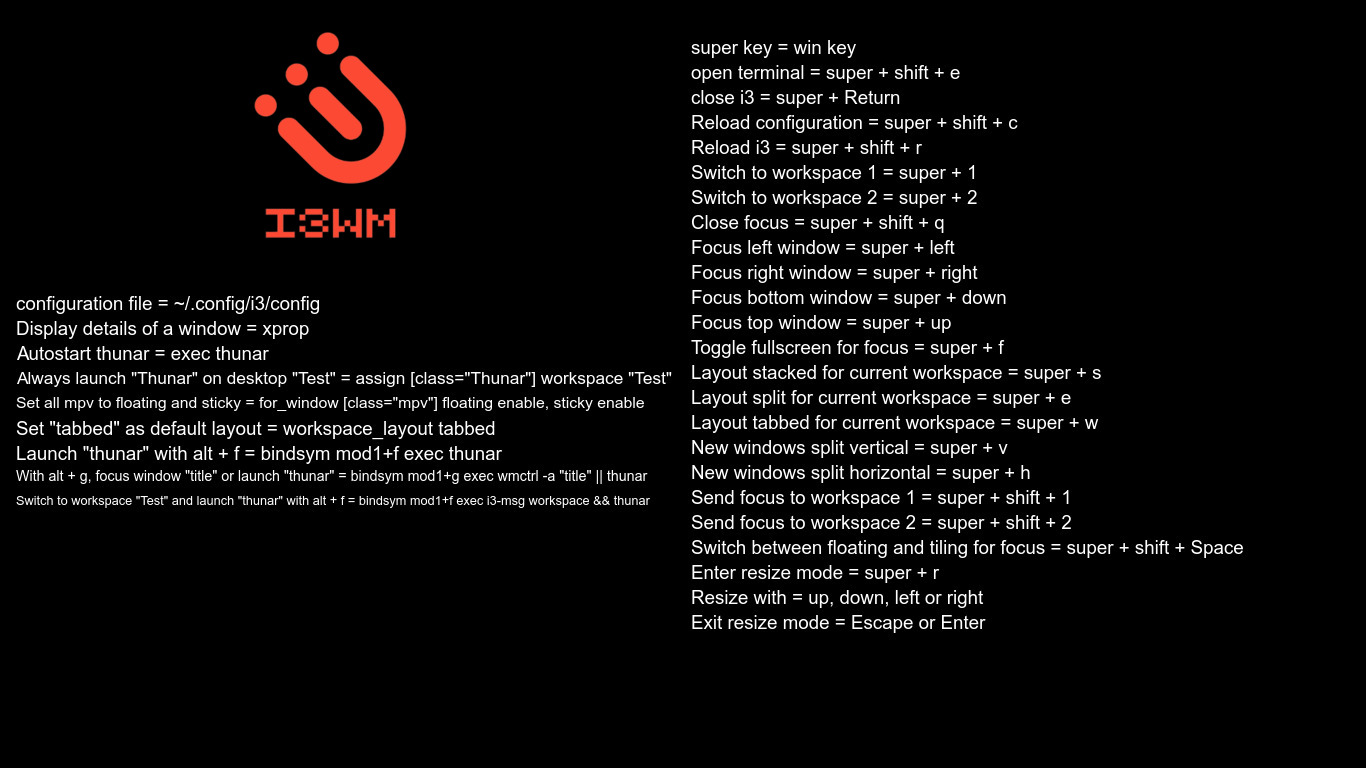 I3WM
configuration file = ~/.config/i3/config
Display details of a window = xprop
Autostart thunar = exec thunar
Always launch "Thunar" on desktop "Test" = assign [class="Thunar"] workspace "Test"
Set all mpv to floating and sticky = for_window [class="mpv"] floating enable, sticky enable
Set "tabbed" as default layout = workspace_layout tabbed
Launch "thunar" with alt + f = bindsym mod1+f exec thunar
With alt + g, focus window "title" or launch "thunar" = bindsym mod1+g exec wmctrl -a "title" || thunar
Switch to workspace "Test" and launch "thunar" with alt + f = bindsym mod1+f exec i3-msg workspace && thunar
super key = win key
open terminal = super + shift + e
close i3 = super + Return
Reload configuration = super + shift + c
Reload i3 = super + shift + r
Switch to workspace 1 = super + 1
Switch to workspace 2 = super + 2
Close focus = super + shift + q
Focus left window = super + left
Focus right window = super + right
Focus bottom window = super + down
Focus top window = super + up
Toggle fullscreen for focus = super + f
Layout stacked for current workspace = super + s
Layout split for current workspace = super + e
Layout tabbed for current workspace = super + w
New windows split vertical = super + v
New windows split horizontal = super + h
Send focus to workspace 1 = super + shift + 1
Send focus to workspace 2 = super + shift + 2
Switch between floating and tiling for focus = super + shift + Space
Enter resize mode = super + r
Resize with = up, down, left or right
Exit resize mode = Escape or Enter